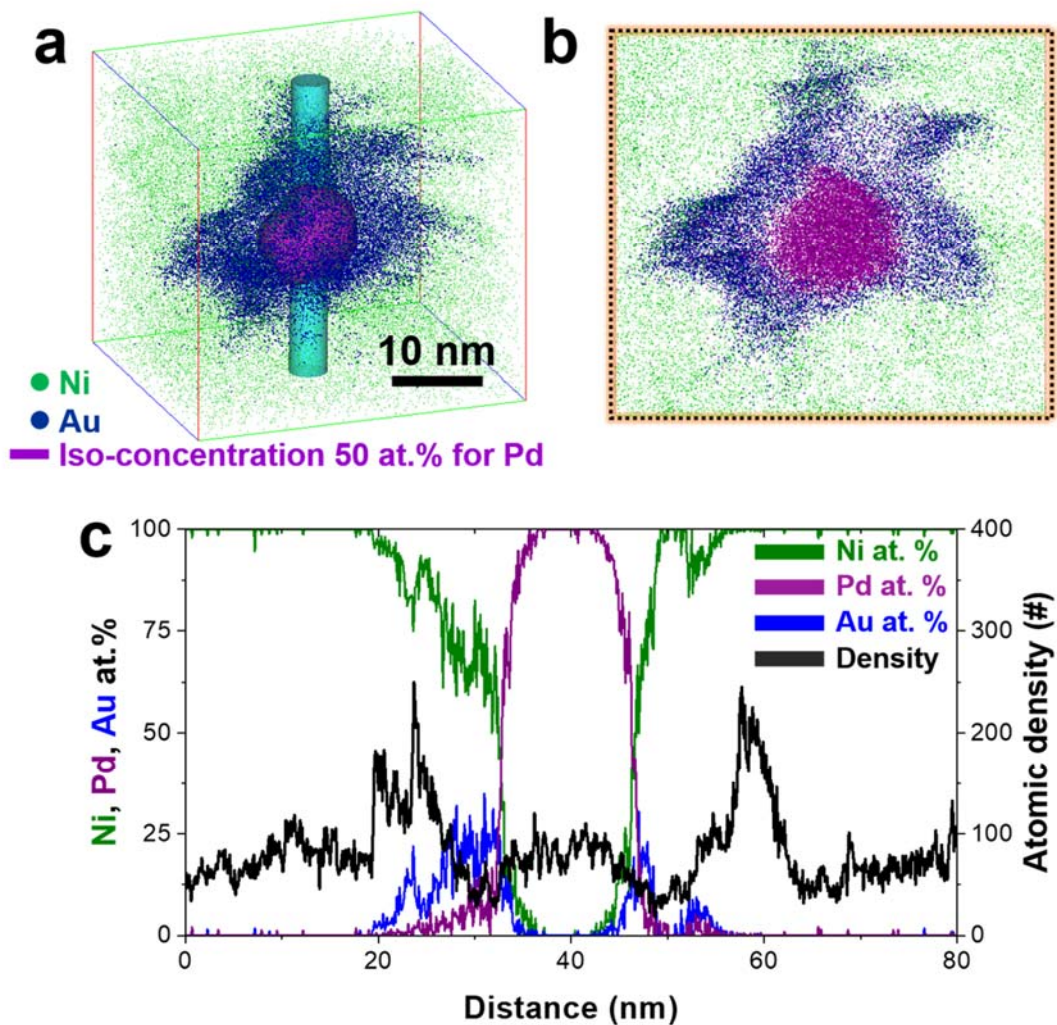 a
b
10 nm
Ni
Au
Iso-concentration 50 at.% for Pd
c
100
75
50
25
0
Ni, Pd, Au at.%
400
300
200
100
0
Atomic density (#)
Ni at. %
Pd at. %
Au at. %
Density
0
20
40
60
80
Distance (nm)